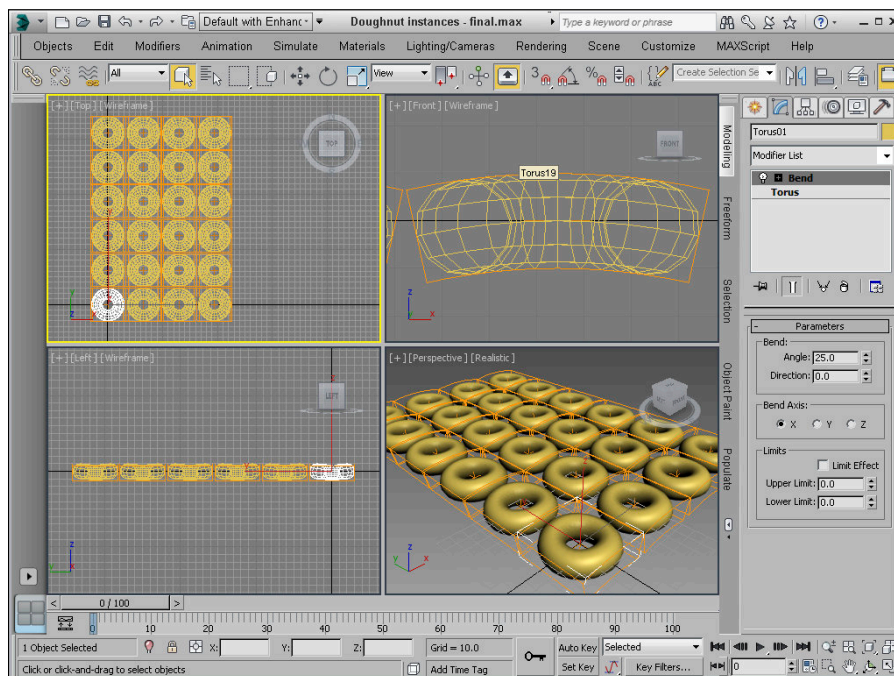 Default with Enhanc
Doughnut instances - final.max
Type a keyword or phrase
Objects Edit Modifiers Animation Simulate Materials Lighting/Cameras Rendering Scene Customize MAXScript Help
All
View
3
ABC
Create Selection Se
[+][Top][Wireframe]
TOP
[+][Front][Wireframe]
FRONT
Torus19
[+][Left][Wireframe]
LEFT
[+][Perspective][Realistic]
Modeling
Freeform
Selection
Object Paint
Populate
Torus01
Modifier List
Bend
Torus
Parameters
Bend:
Angle: 25.0
Direction: 0.0
Bend Axis:
X Y Z
Limits
Limit Effect
Upper Limit: 0.0
Lower Limit: 0.0
< 0 / 100 >
0 10 20 30 40 50 60 70 80 90 100
1 Object Selected X: Y: Z: Grid = 10.0 Auto Key Selected
Click or click-and-drag to select objects Add Time Tag Set Key Key Filters... 0